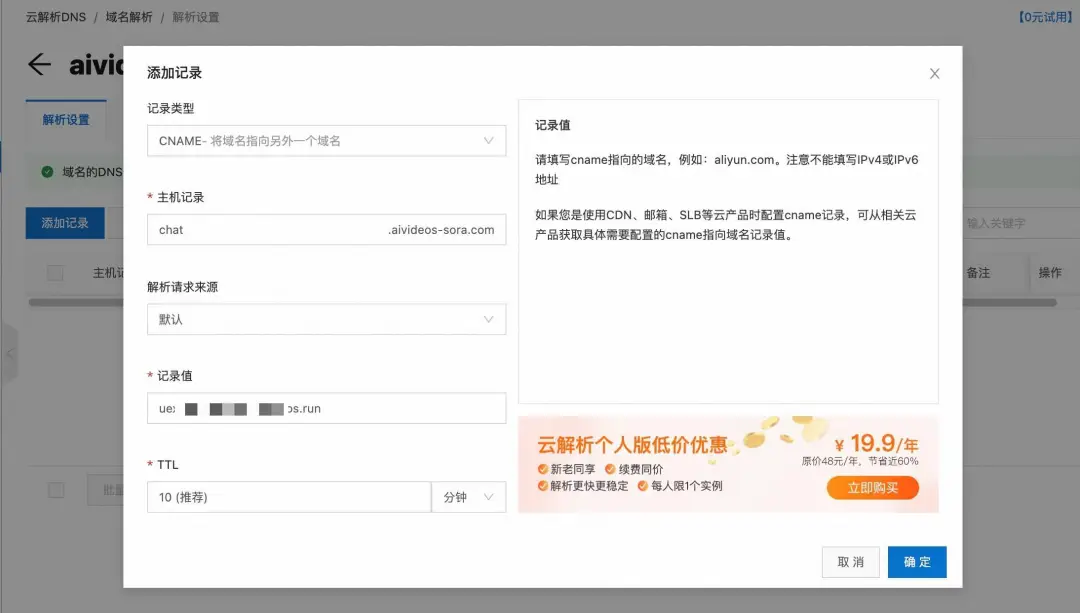 云解析DNS / 域名解析 / 解析设置
【0元试用】
aivid
解析设置
域名的DNS
添加记录
输入关键字
主机记
备注
操作
批量
添加记录
记录类型
CNAME- 将域名指向另外一个域名
* 主机记录
chat .aivideos-sora.com
解析请求来源
默认
* 记录值
s.run
* TTL
10 (推荐) 分钟
记录值
请填写cname指向的域名，例如：aliyun.com。注意不能填写IPv4或IPv6
地址
如果您是使用CDN、邮箱、SLB等云产品时配置cname记录，可从相关云
产品获取具体需要配置的cname指向域名记录值。
云解析个人版低价优惠
新老同享 续费同价
解析更快更稳定 每人限1个实例
¥ 19.9/年
原价48元/年，节省近60%
立即购买
取 消
确 定